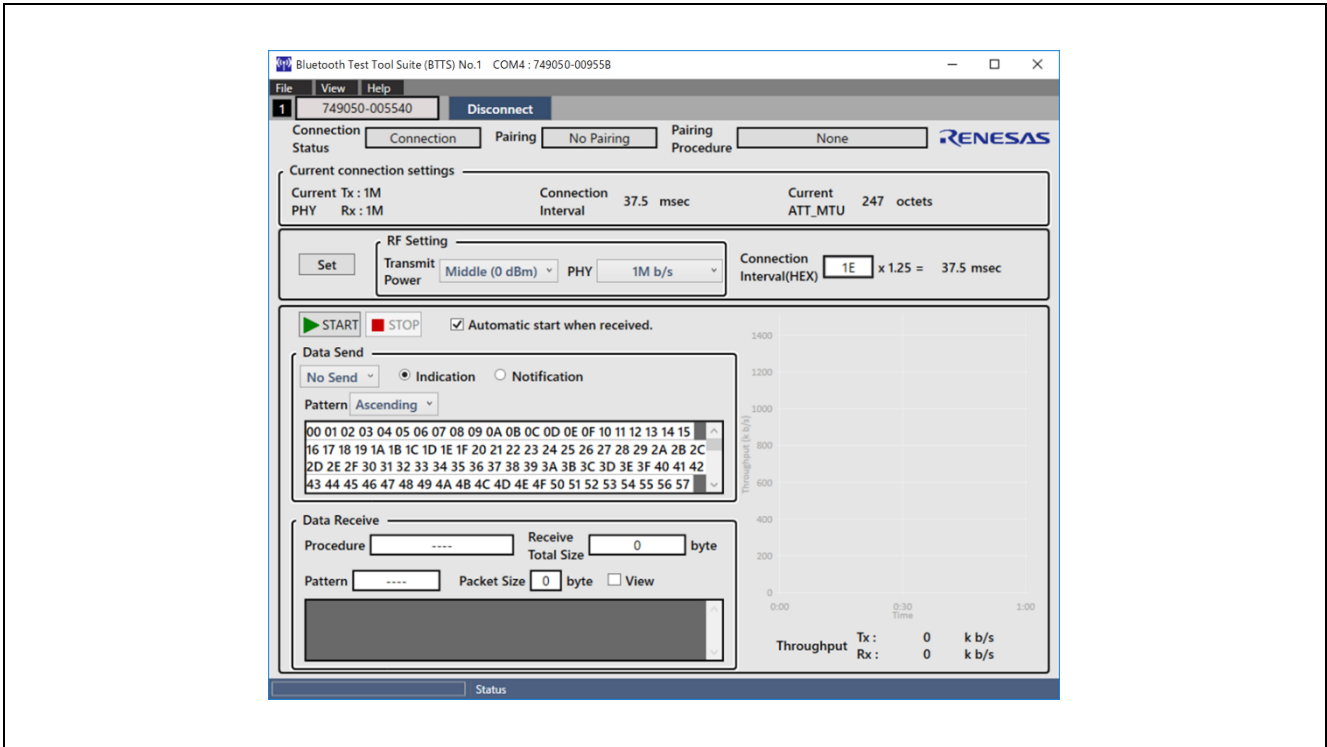 Bluetooth Test Tool Suite (BTTS) No.1 COM4 : 749050-00955B
File View Help
1 749050-005540 Disconnect
Connection Status Connection Pairing No Pairing Pairing Procedure None RENESAS
Current connection settings
Current Tx : 1M Connection 37.5 msec Current 247 octets
PHY Rx : 1M Interval ATT_MTU
RF Setting
Set Transmit Power Middle (0 dBm) PHY 1M b/s Connection Interval(HEX) 1E x 1.25 = 37.5 msec
START STOP Automatic start when received.
Data Send
No Send Indication Notification
Pattern Ascending
00 01 02 03 04 05 06 07 08 09 0A 0B 0C 0D 0E 0F 10 11 12 13 14 15
16 17 18 19 1A 1B 1C 1D 1E 1F 20 21 22 23 24 25 26 27 28 29 2A 2B 2C
2D 2E 2F 30 31 32 33 34 35 36 37 38 39 3A 3B 3C 3D 3E 3F 40 41 42
43 44 45 46 47 48 49 4A 4B 4C 4D 4E 4F 50 51 52 53 54 55 56 57
Data Receive
Procedure ---- Receive Total Size 0 byte
Pattern ---- Packet Size 0 byte View
Throughput (k b/s)
1400
1200
1000
800
600
400
200
0
0:00 0:30 1:00
Time
Throughput Tx : 0 k b/s
Rx : 0 k b/s
Status